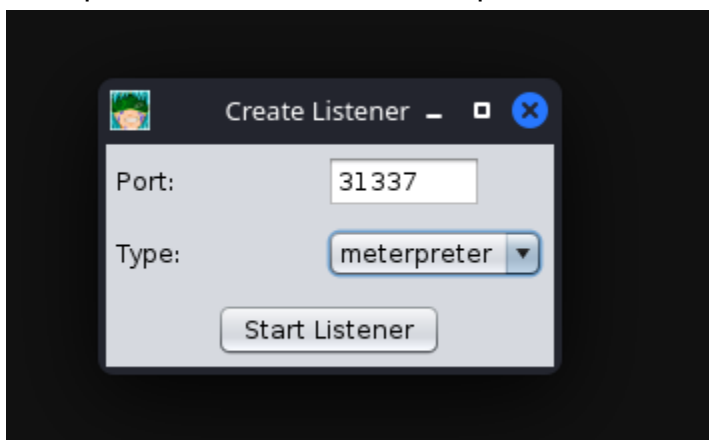 Create Listener
Port: 31337
Type: meterpreter
Start Listener